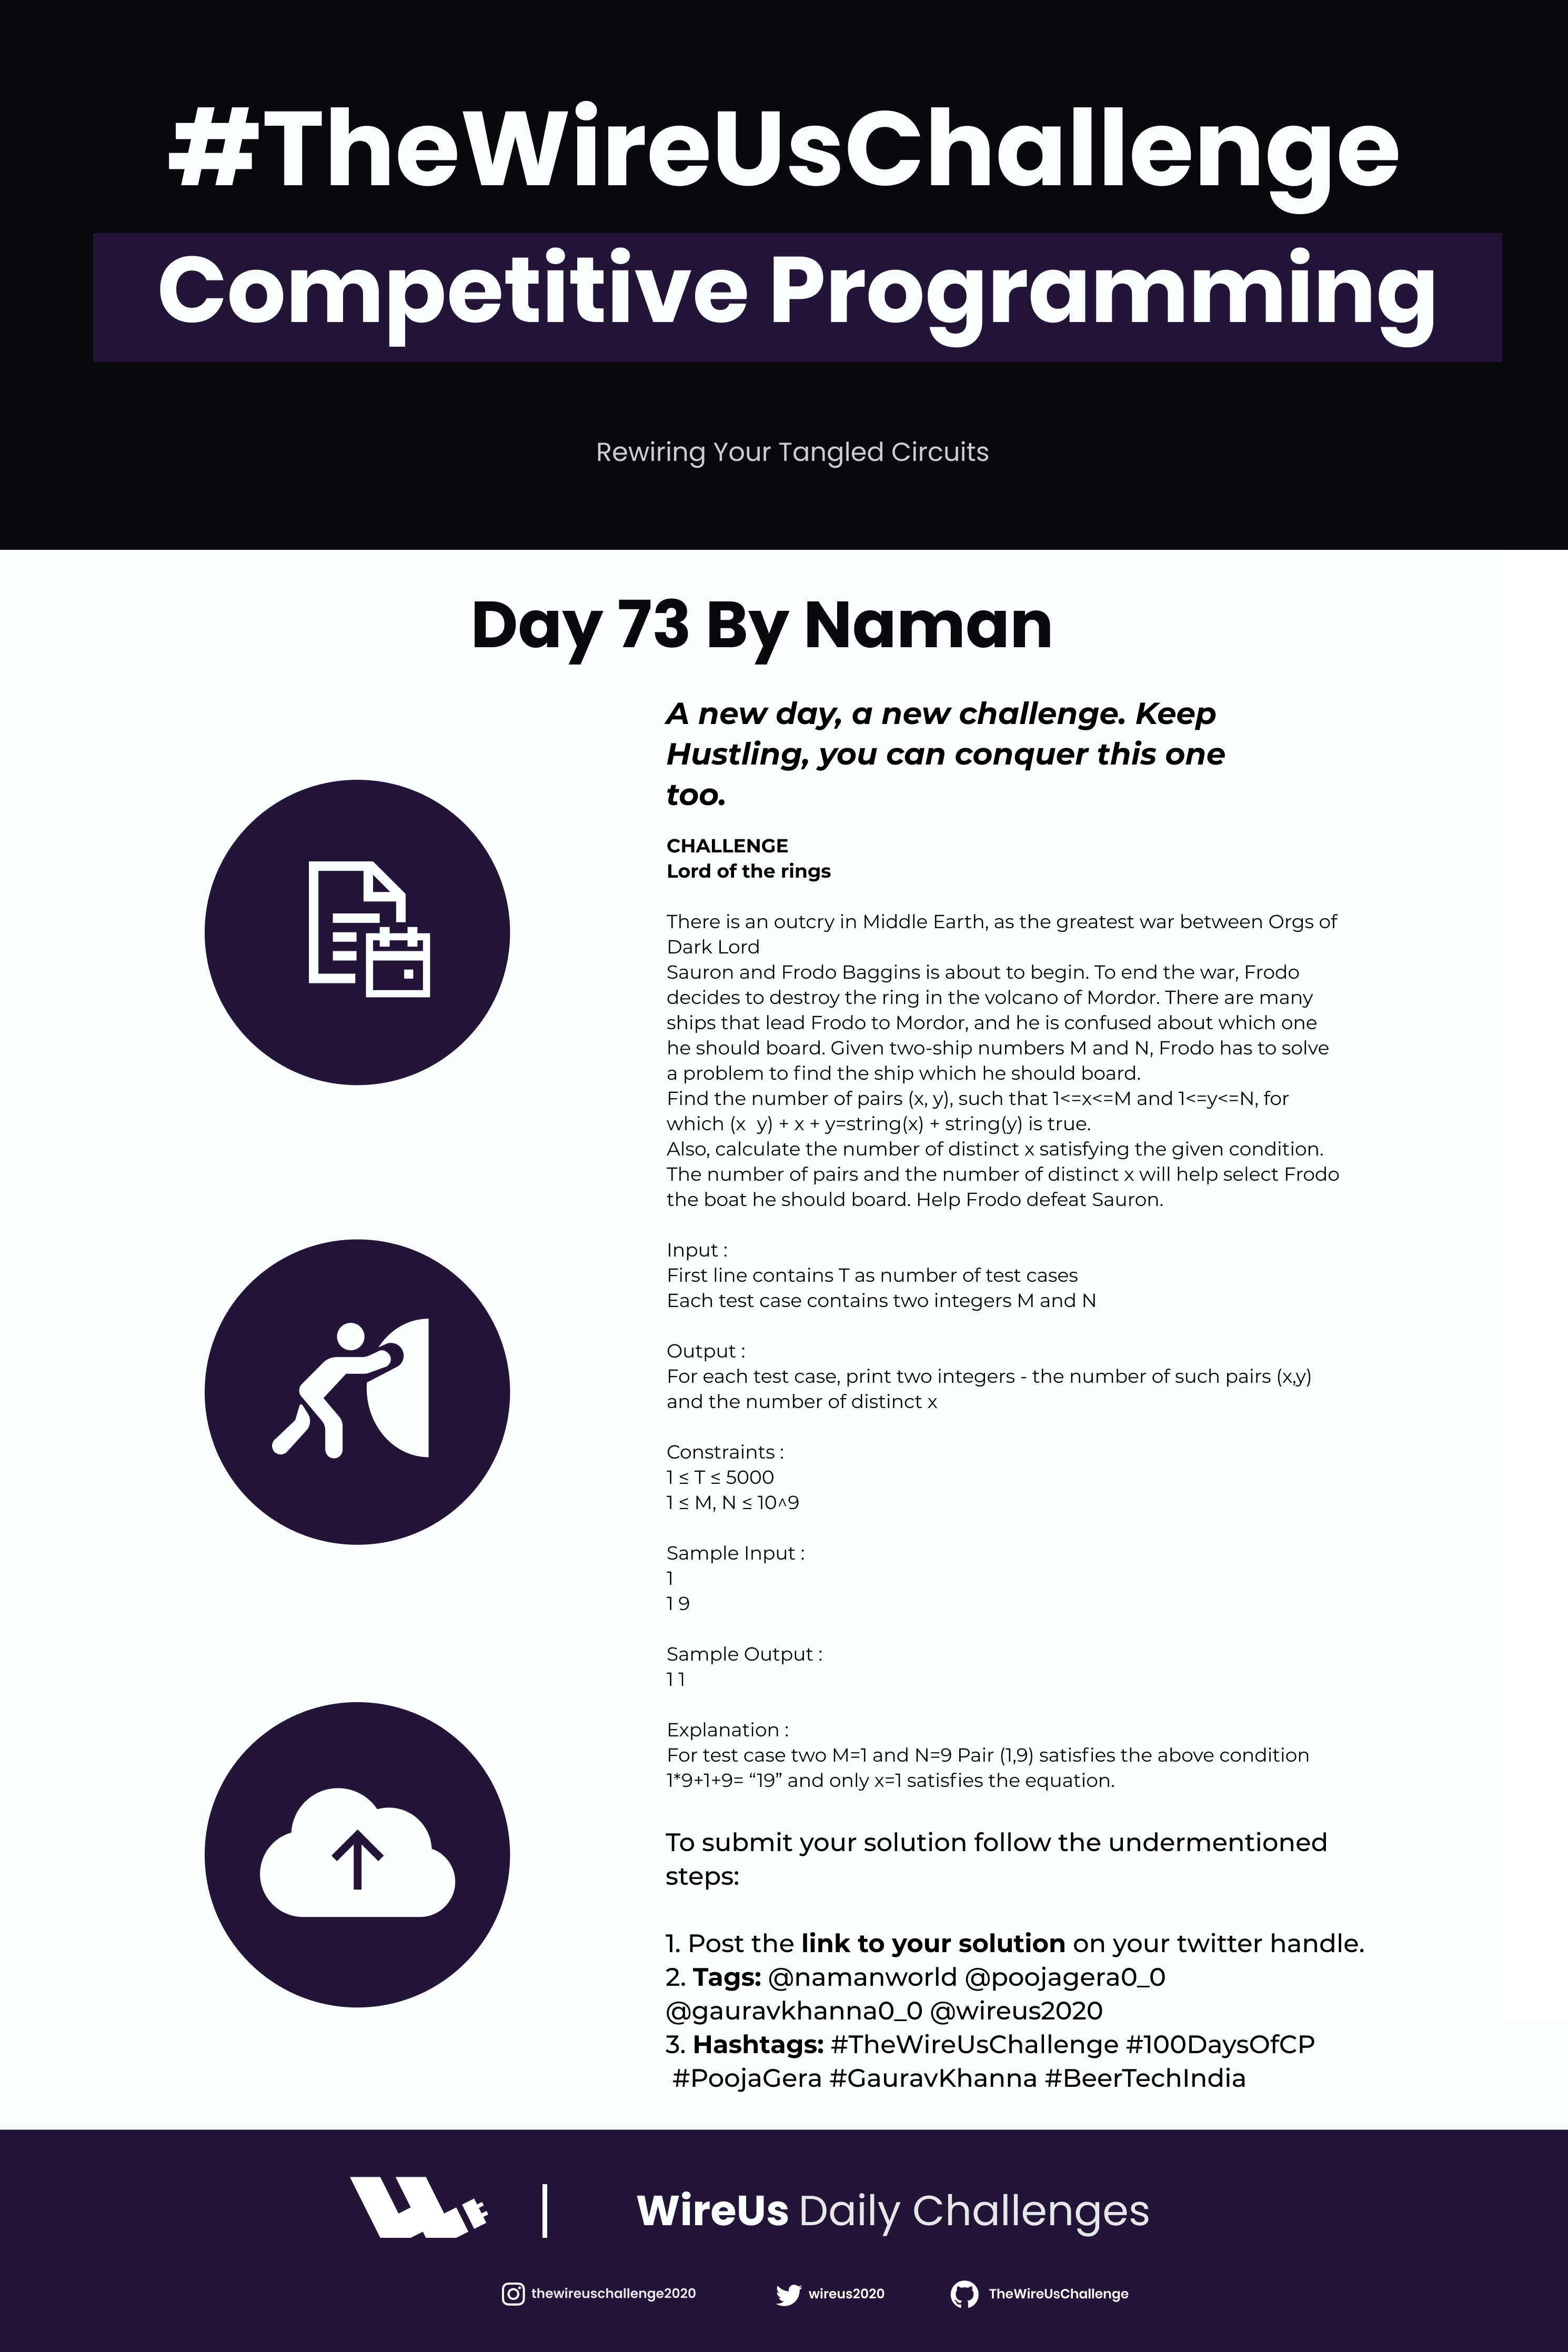 #TheWireUsChallenge
Competitive Programming
Rewiring Your Tangled Circuits
Day 73 By Naman
A new day, a new challenge. Keep
Hustling, you can conquer this one
too.
CHALLENGE
Lord of the rings
There is an outcry in Middle Earth, as the greatest war between Orgs of
Dark Lord
Sauron and Frodo Baggins is about to begin. To end the war, Frodo
decides to destroy the ring in the volcano of Mordor. There are many
ships that lead Frodo to Mordor, and he is confused about which one
he should board. Given two-ship numbers M and N, Frodo has to solve
a problem to find the ship which he should board.
Find the number of pairs (x, y), such that 1<=x<=M and 1<=y<=N, for
which (x  y) + x + y=string(x) + string(y) is true.
Also, calculate the number of distinct x satisfying the given condition.
The number of pairs and the number of distinct x will help select Frodo
the boat he should board. Help Frodo defeat Sauron.
Input :
First line contains T as number of test cases
Each test case contains two integers M and N
Output :
For each test case, print two integers - the number of such pairs (x,y)
and the number of distinct x
Constraints :
1 ≤ T ≤ 5000
1 ≤ M, N ≤ 10^9
Sample Input :
1
1 9
Sample Output :
1 1
Explanation :
For test case two M=1 and N=9 Pair (1,9) satisfies the above condition
1*9+1+9= “19” and only x=1 satisfies the equation.
To submit your solution follow the undermentioned
steps:
1. Post the link to your solution on your twitter handle.
2. Tags: @namanworld @poojagera0_0
@gauravkhanna0_0 @wireus2020
3. Hashtags: #TheWireUsChallenge #100DaysOfCP
#PoojaGera #GauravKhanna #BeerTechIndia
WireUs Daily Challenges
thewireuschallenge2020 wireus2020 TheWireUsChallenge